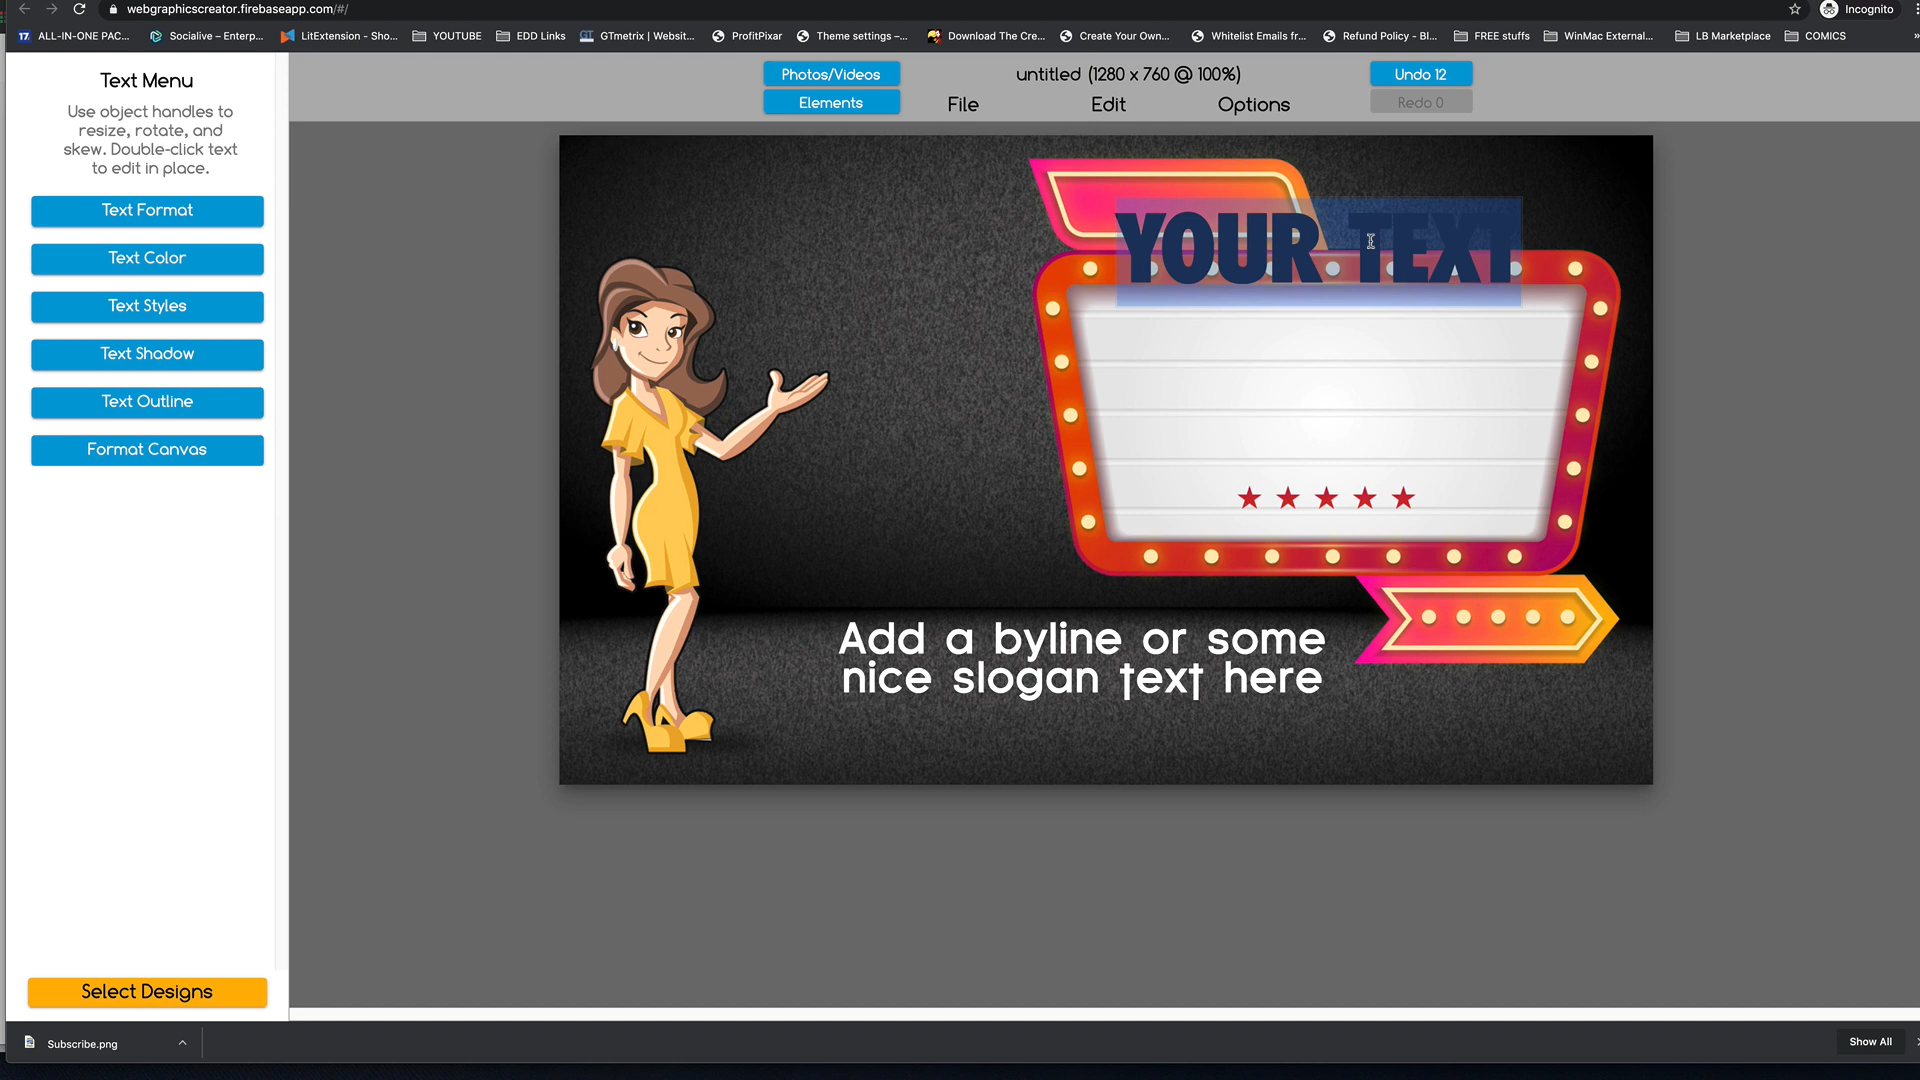 webgraphicscreator.firebaseapp.com/#/
Incognito
ALL-IN-ONE PAC...
Socialive – Enterp...
LitExtension - Sho...
YOUTUBE
EDD Links
GTmetrix | Websit...
ProfitPixar
Theme settings –...
Download The Cre...
Create Your Own...
Whitelist Emails fr...
Refund Policy - Bl...
FREE stuffs
WinMac External...
LB Marketplace
COMICS
Text Menu
Use object handles to
resize, rotate, and
skew. Double-click text
to edit in place.
Text Format
Text Color
Text Styles
Text Shadow
Text Outline
Format Canvas
Select Designs
Photos/Videos
Elements
untitled (1280 x 760 @ 100%)
File
Edit
Options
Undo 12
Redo 0
YOUR TEXT
Add a byline or some
nice slogan text here
Subscribe.png
Show All